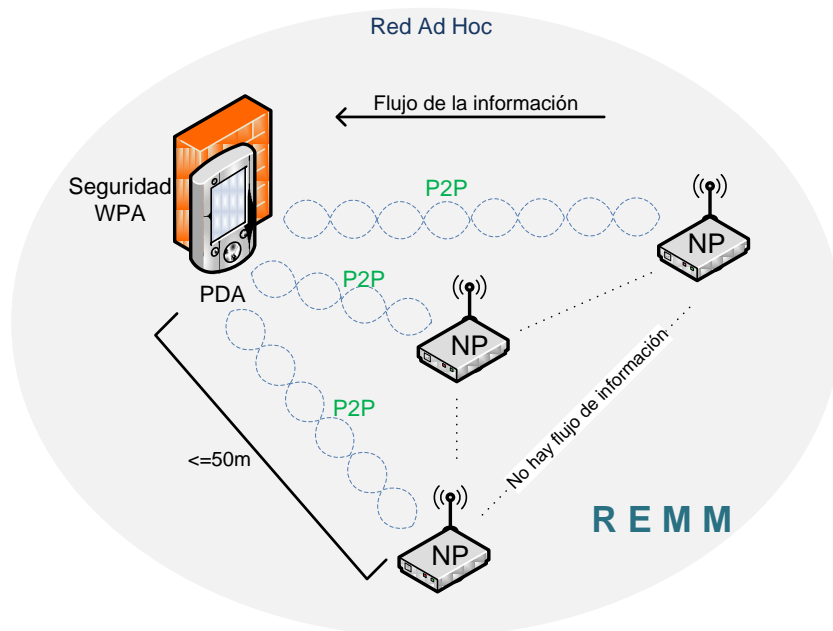 Red Ad Hoc
Flujo de la información
Seguridad
WPA
P2P
NP
PDA
P2P
NP
P2P
No hay flujo de información
<=50m
NP
R E M M